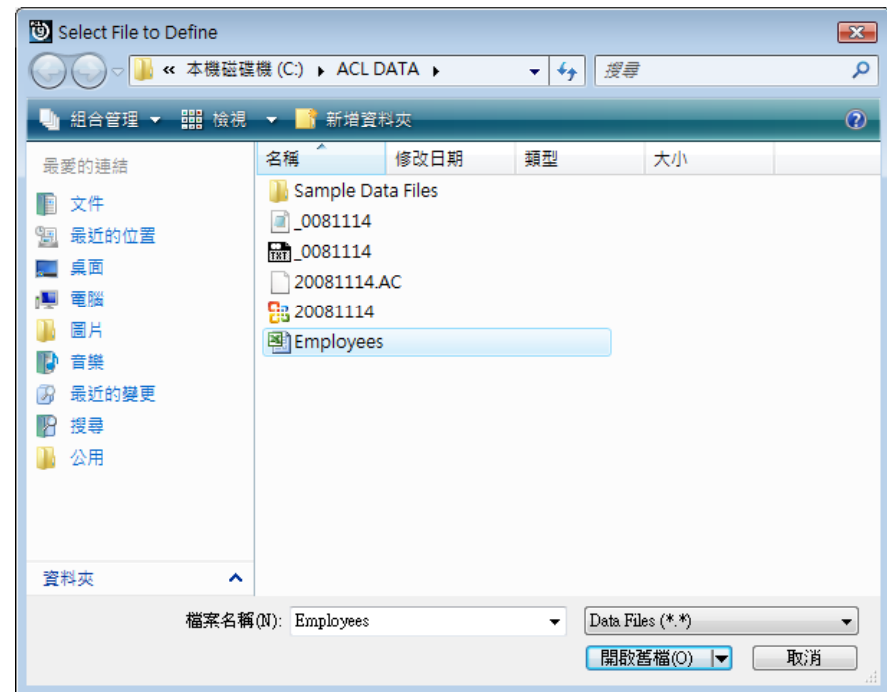 Select File to Define
« 本機磁碟機 (C:) ACL DATA 搜尋
組合管理 檢視 新增資料夾
最愛的連結
文件
最近的位置
桌面
電腦
圖片
音樂
最近的變更
搜尋
公用
資料夾
名稱 修改日期 類型 大小
Sample Data Files
_0081114
_0081114
20081114.AC
20081114
Employees
檔案名稱(N): Employees Data Files (*.*)
開啟舊檔(O) 取消